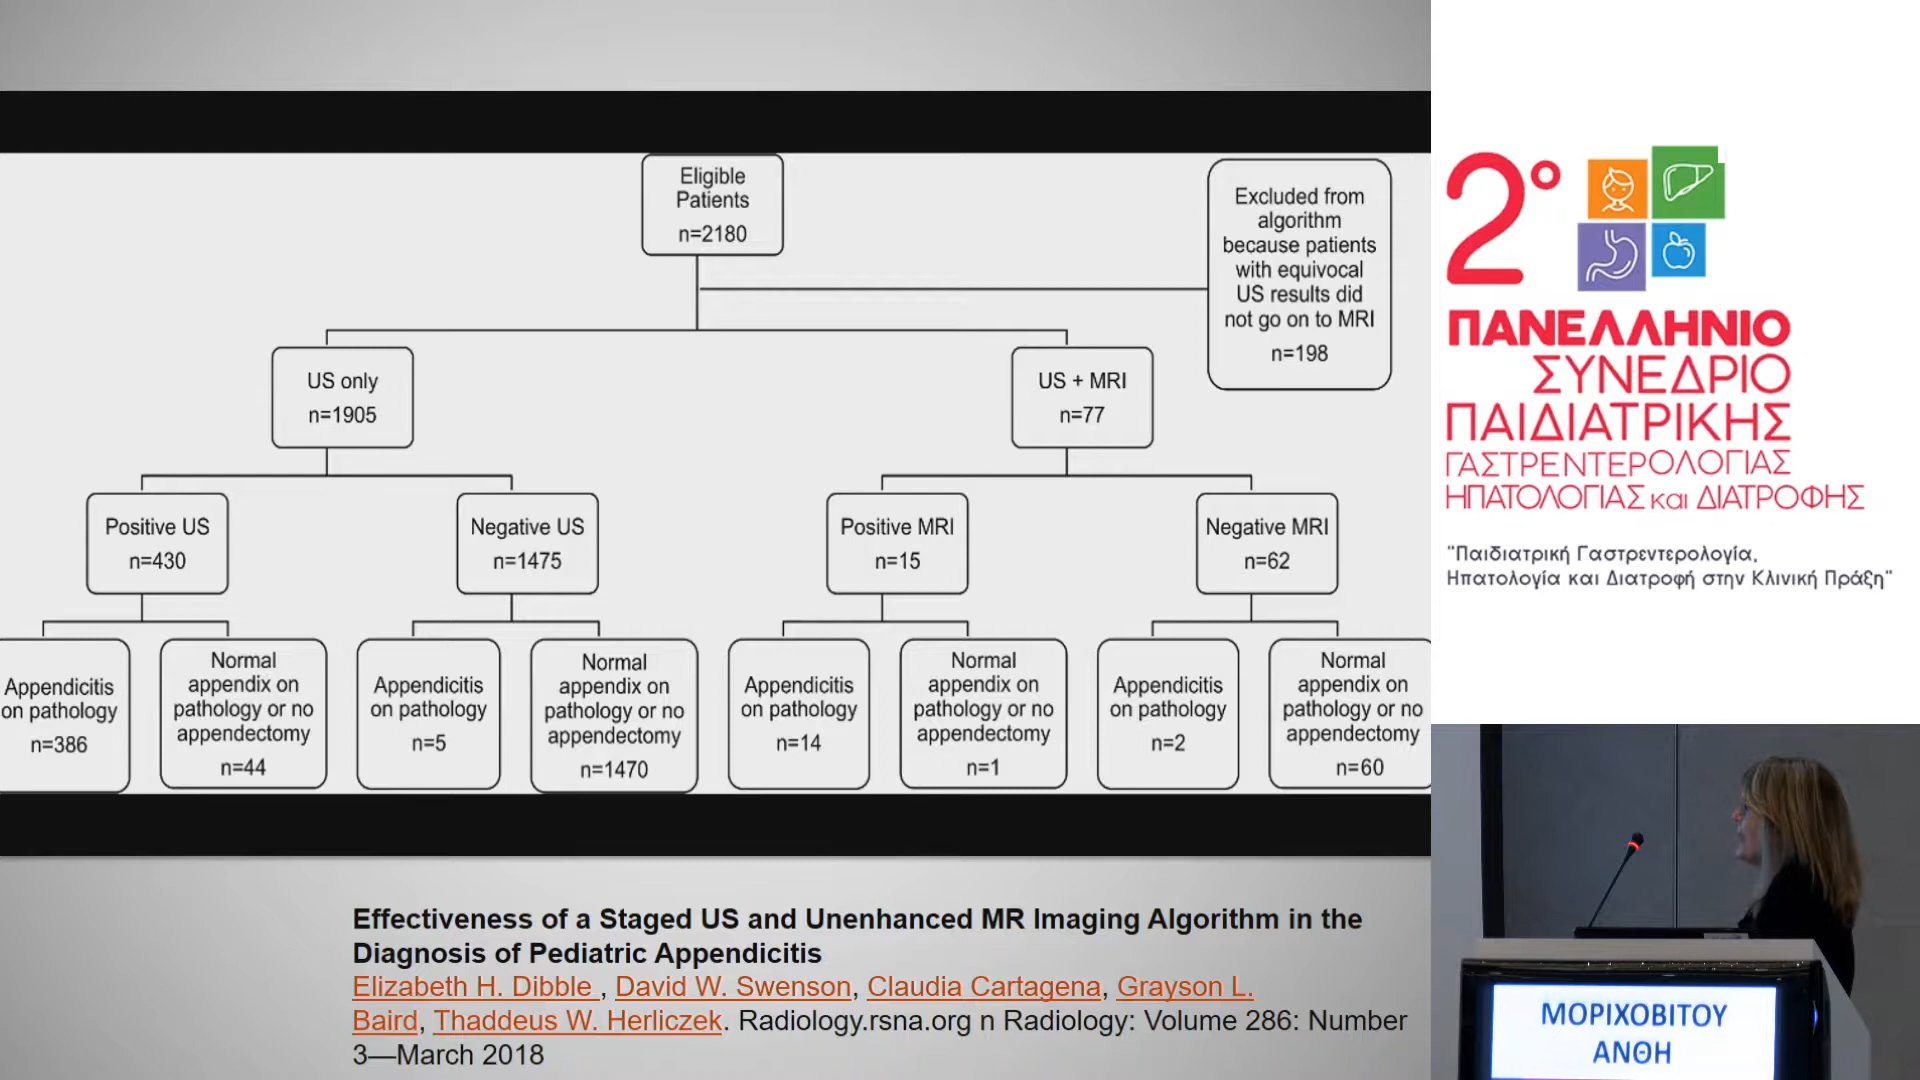 Eligible
Patients
n=2180
Excluded from
algorithm
because patients
with equivocal
US results did
not go on to MRI
n=198
US only
n=1905
US + MRI
n=77
Positive US
n=430
Negative US
n=1475
Positive MRI
n=15
Negative MRI
n=62
Appendicitis
on pathology
n=386
Normal
appendix on
pathology or no
appendectomy
n=44
Appendicitis
on pathology
n=5
Normal
appendix on
pathology or no
appendectomy
n=1470
Appendicitis
on pathology
n=14
Normal
appendix on
pathology or no
appendectomy
n=1
Appendicitis
on pathology
n=2
Normal
appendix on
pathology or no
appendectomy
n=60
Effectiveness of a Staged US and Unenhanced MR Imaging Algorithm in the
Diagnosis of Pediatric Appendicitis
Elizabeth H. Dibble , David W. Swenson, Claudia Cartagena, Grayson L.
Baird, Thaddeus W. Herliczek. Radiology.rsna.org n Radiology: Volume 286: Number
3—March 2018
2ο
ΠΑΝΕΛΛΗΝΙΟ
ΣΥΝΕΔΡΙΟ
ΠΑΙΔΙΑΤΡΙΚΗΣ
ΓΑΣΤΡΕΝΤΕΡΟΛΟΓΙΑΣ
ΗΠΑΤΟΛΟΓΙΑΣ και ΔΙΑΤΡΟΦΗΣ
"Παιδιατρική Γαστρεντερολογία,
Ηπατολογία και Διατροφή στην Κλινική Πράξη"
ΜΟΡΙΧΟΒΙΤΟΥ
ΑΝΘΗ